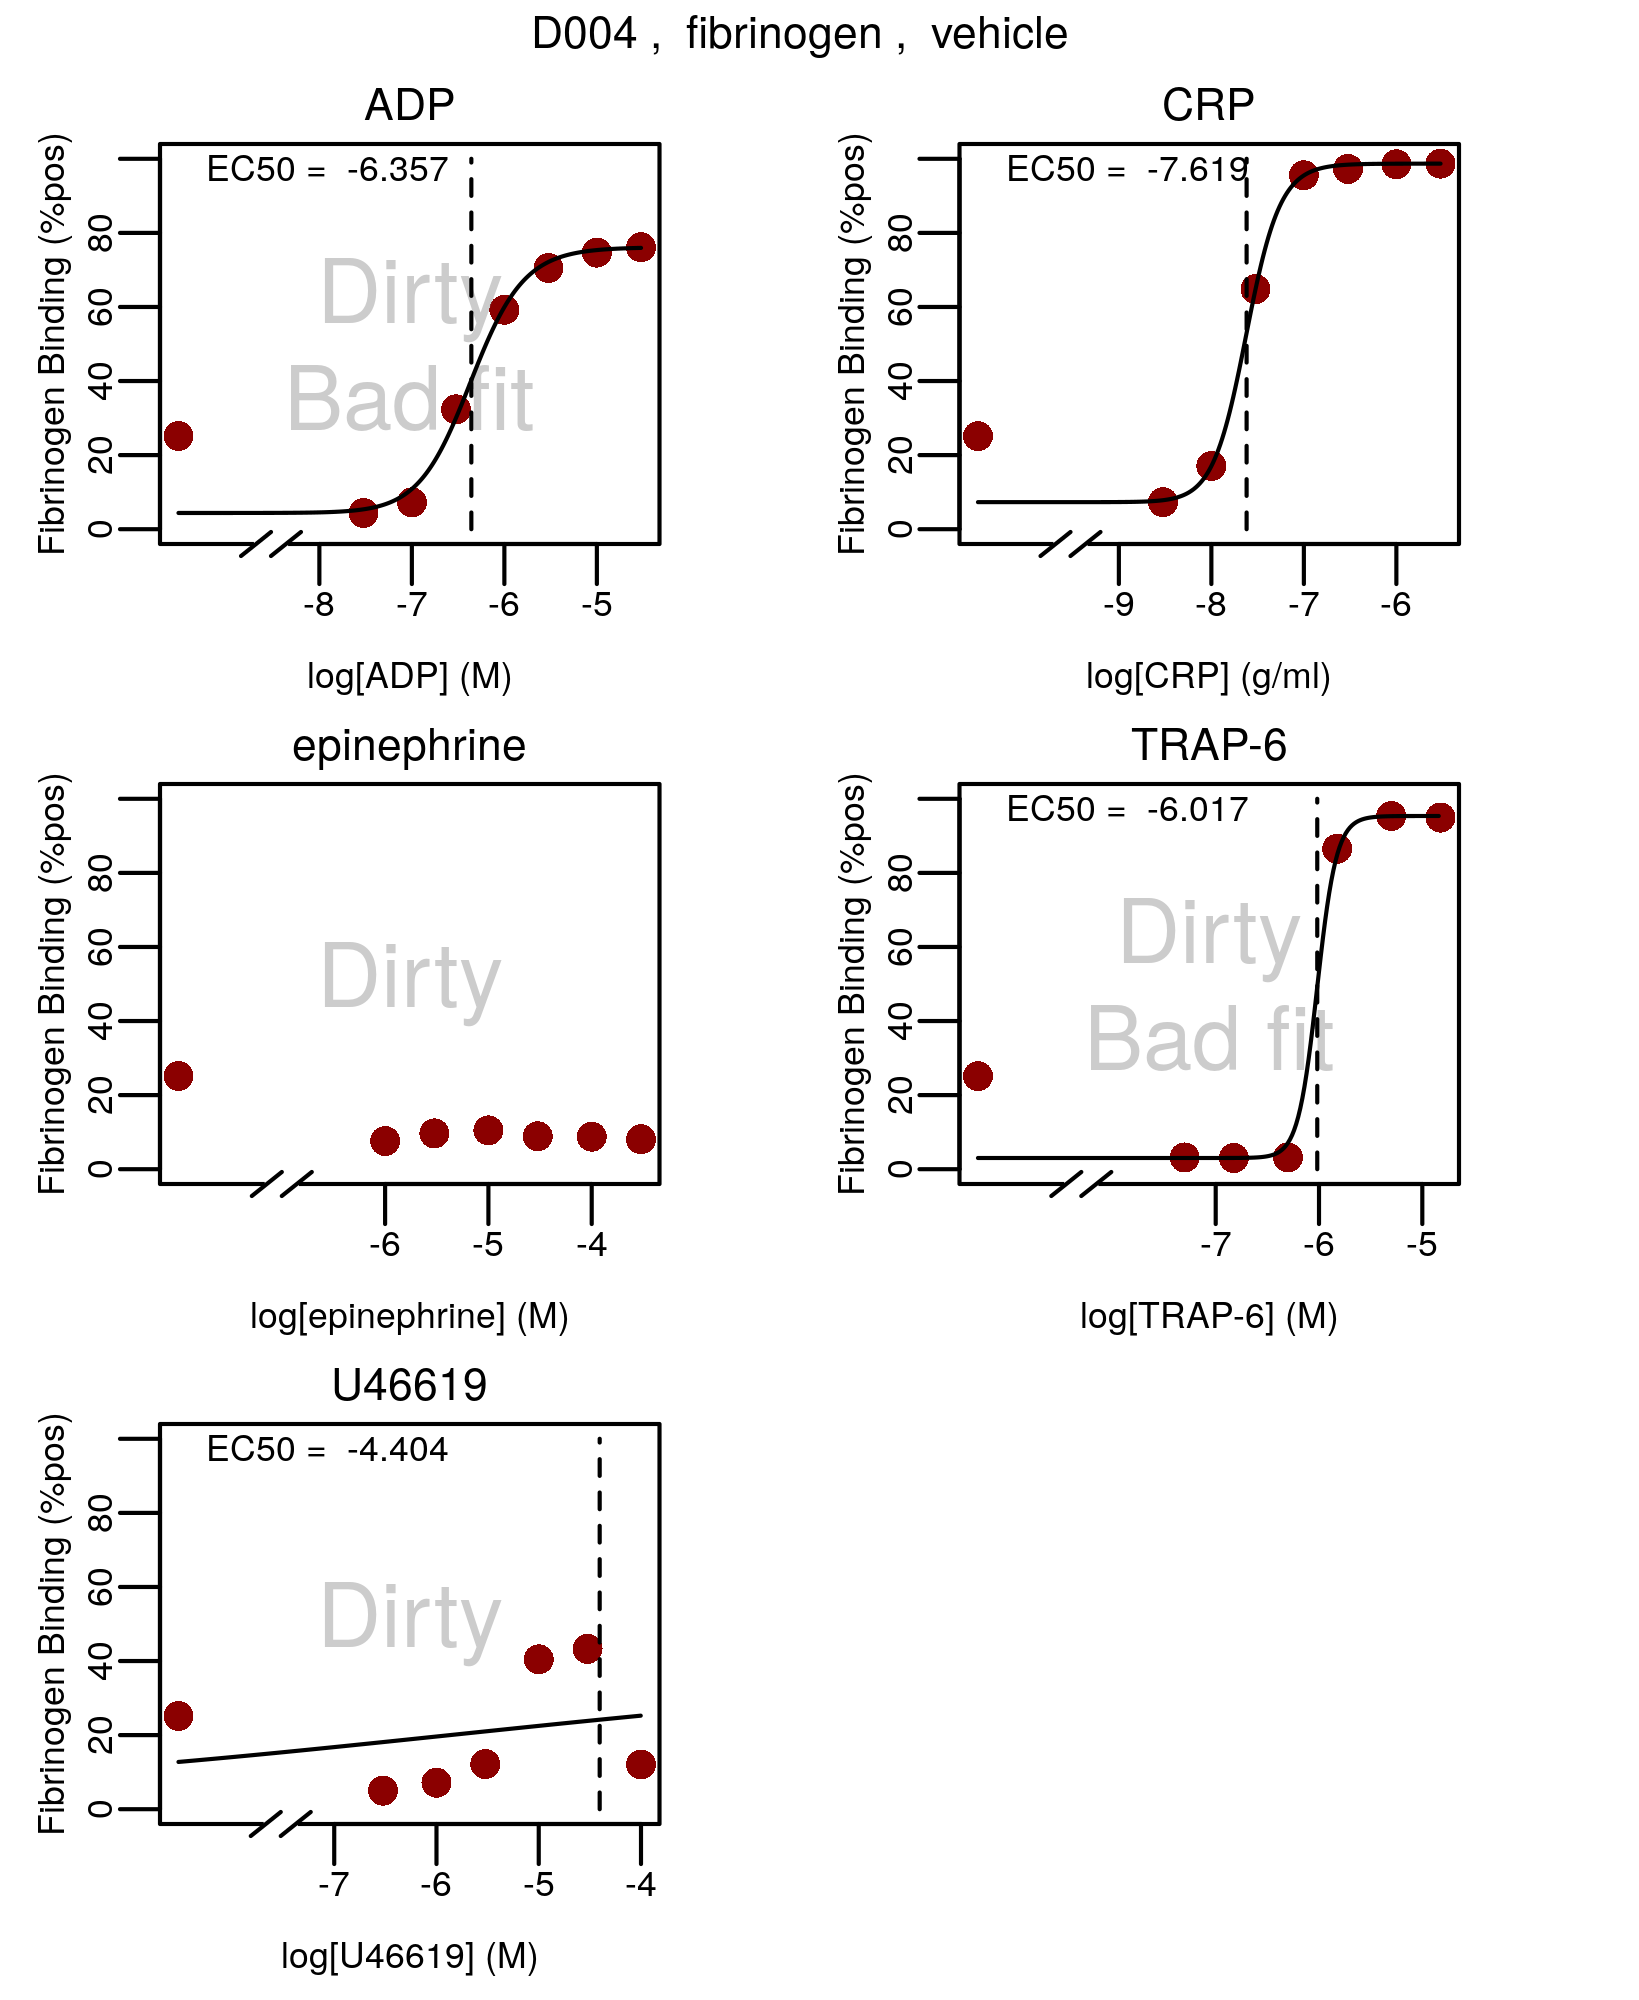 D004 ,  fibrinogen ,  vehicle
ADP
EC50 =  -6.357
Dirty
Bad fit
Fibrinogen Binding (%pos)
0 20 40 60 80
-8 -7 -6 -5
log[ADP] (M)
CRP
EC50 =  -7.619
Fibrinogen Binding (%pos)
0 20 40 60 80
-9 -8 -7 -6
log[CRP] (g/ml)
epinephrine
Dirty
Fibrinogen Binding (%pos)
0 20 40 60 80
-6 -5 -4
log[epinephrine] (M)
TRAP-6
EC50 =  -6.017
Dirty
Bad fit
Fibrinogen Binding (%pos)
0 20 40 60 80
-7 -6 -5
log[TRAP-6] (M)
U46619
EC50 =  -4.404
Dirty
Fibrinogen Binding (%pos)
0 20 40 60 80
-7 -6 -5 -4
log[U46619] (M)